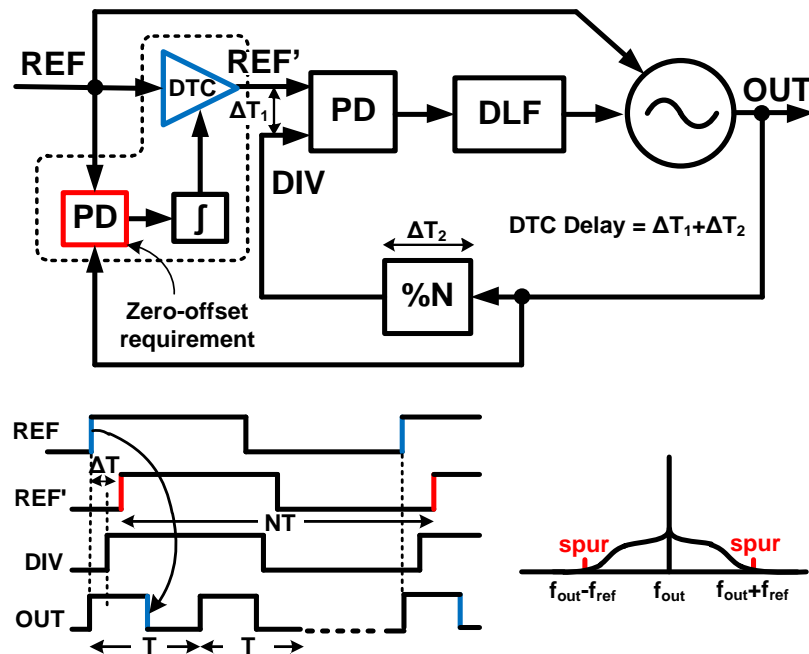 REF
DTC
REF’
ΔT1
PD
DLF
OUT
DIV
PD
∫
ΔT2
DTC Delay = ΔT1+ΔT2
%N
Zero-offset
requirement
REF
ΔT
REF'
NT
DIV
OUT
T
T
spur
spur
fout-fref
fout
fout+fref